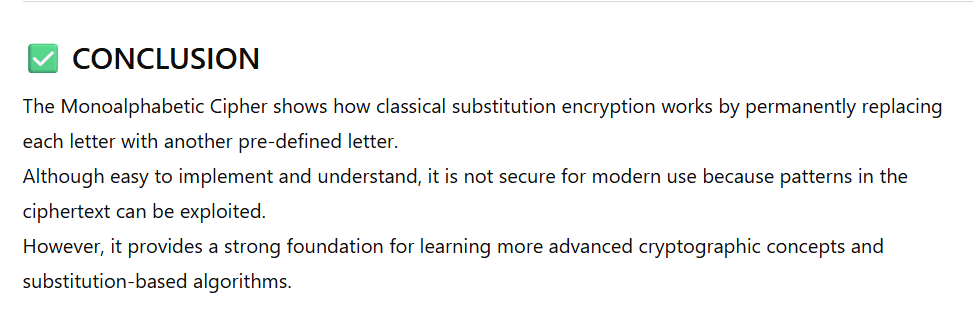 ✅ CONCLUSION
The Monoalphabetic Cipher shows how classical substitution encryption works by permanently replacing
each letter with another pre-defined letter.
Although easy to implement and understand, it is not secure for modern use because patterns in the
ciphertext can be exploited.
However, it provides a strong foundation for learning more advanced cryptographic concepts and
substitution-based algorithms.